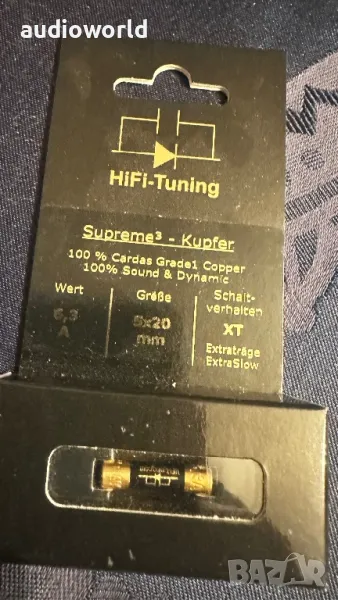 audioworld
HiFi-Tuning
Supreme³ - Kupfer
100 % Cardas Grade1 Copper
100% Sound & Dynamic
Wert
6,3
A
Größe
5x20
mm
Schalt-
verhalten
XT
Extraträge
ExtraSlow
BAZAR